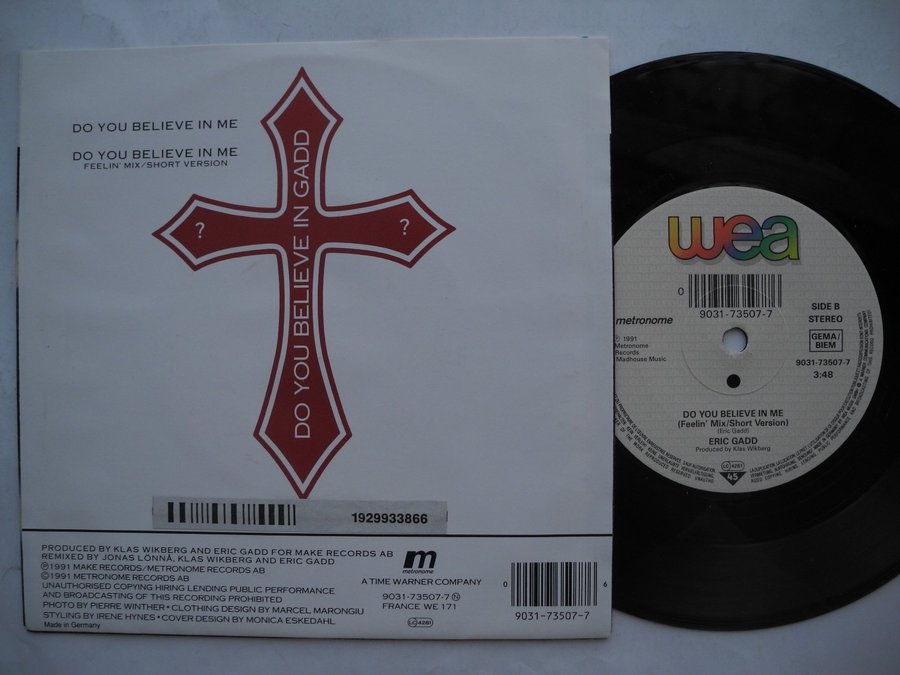 DO YOU BELIEVE IN ME
DO YOU BELIEVE IN ME
FEELIN' MIX/SHORT VERSION
? ?
DO YOU BELIEVE IN GADD
1929933866
PRODUCED BY KLAS WIKBERG AND ERIC GADD FOR MAKE RECORDS AB
REMIXED BY JONAS LÖNNÅ, KLAS WIKBERG AND ERIC GADD
℗1991 MAKE RECORDS/METRONOME RECORDS AB
©1991 METRONOME RECORDS AB
UNAUTHORISED COPYING HIRING LENDING PUBLIC PERFORMANCE
AND BROADCASTING OF THIS RECORDING PROHIBITED
PHOTO BY PIERRE WINTHER • CLOTHING DESIGN BY MARCEL MARONGIU
STYLING BY IRENE HYNES • COVER DESIGN BY MONICA ESKEDAHL
Made in Germany
m
metronome
A TIME WARNER COMPANY
9031-73507-7 Ⓝ
FRANCE WE 171
LC 4281
0 6
9031-73507-7
wea
0
9031-73507-7
metronome
℗ 1991
Metronome
Records
Madhouse Music
SIDE B
STEREO
GEMA/
BIEM
9031-73507-7
3:48
DO YOU BELIEVE IN ME
(Feelin' Mix/Short Version)
(Eric Gadd)
ERIC GADD
Produced by Klas Wikberg
LC 4281
45